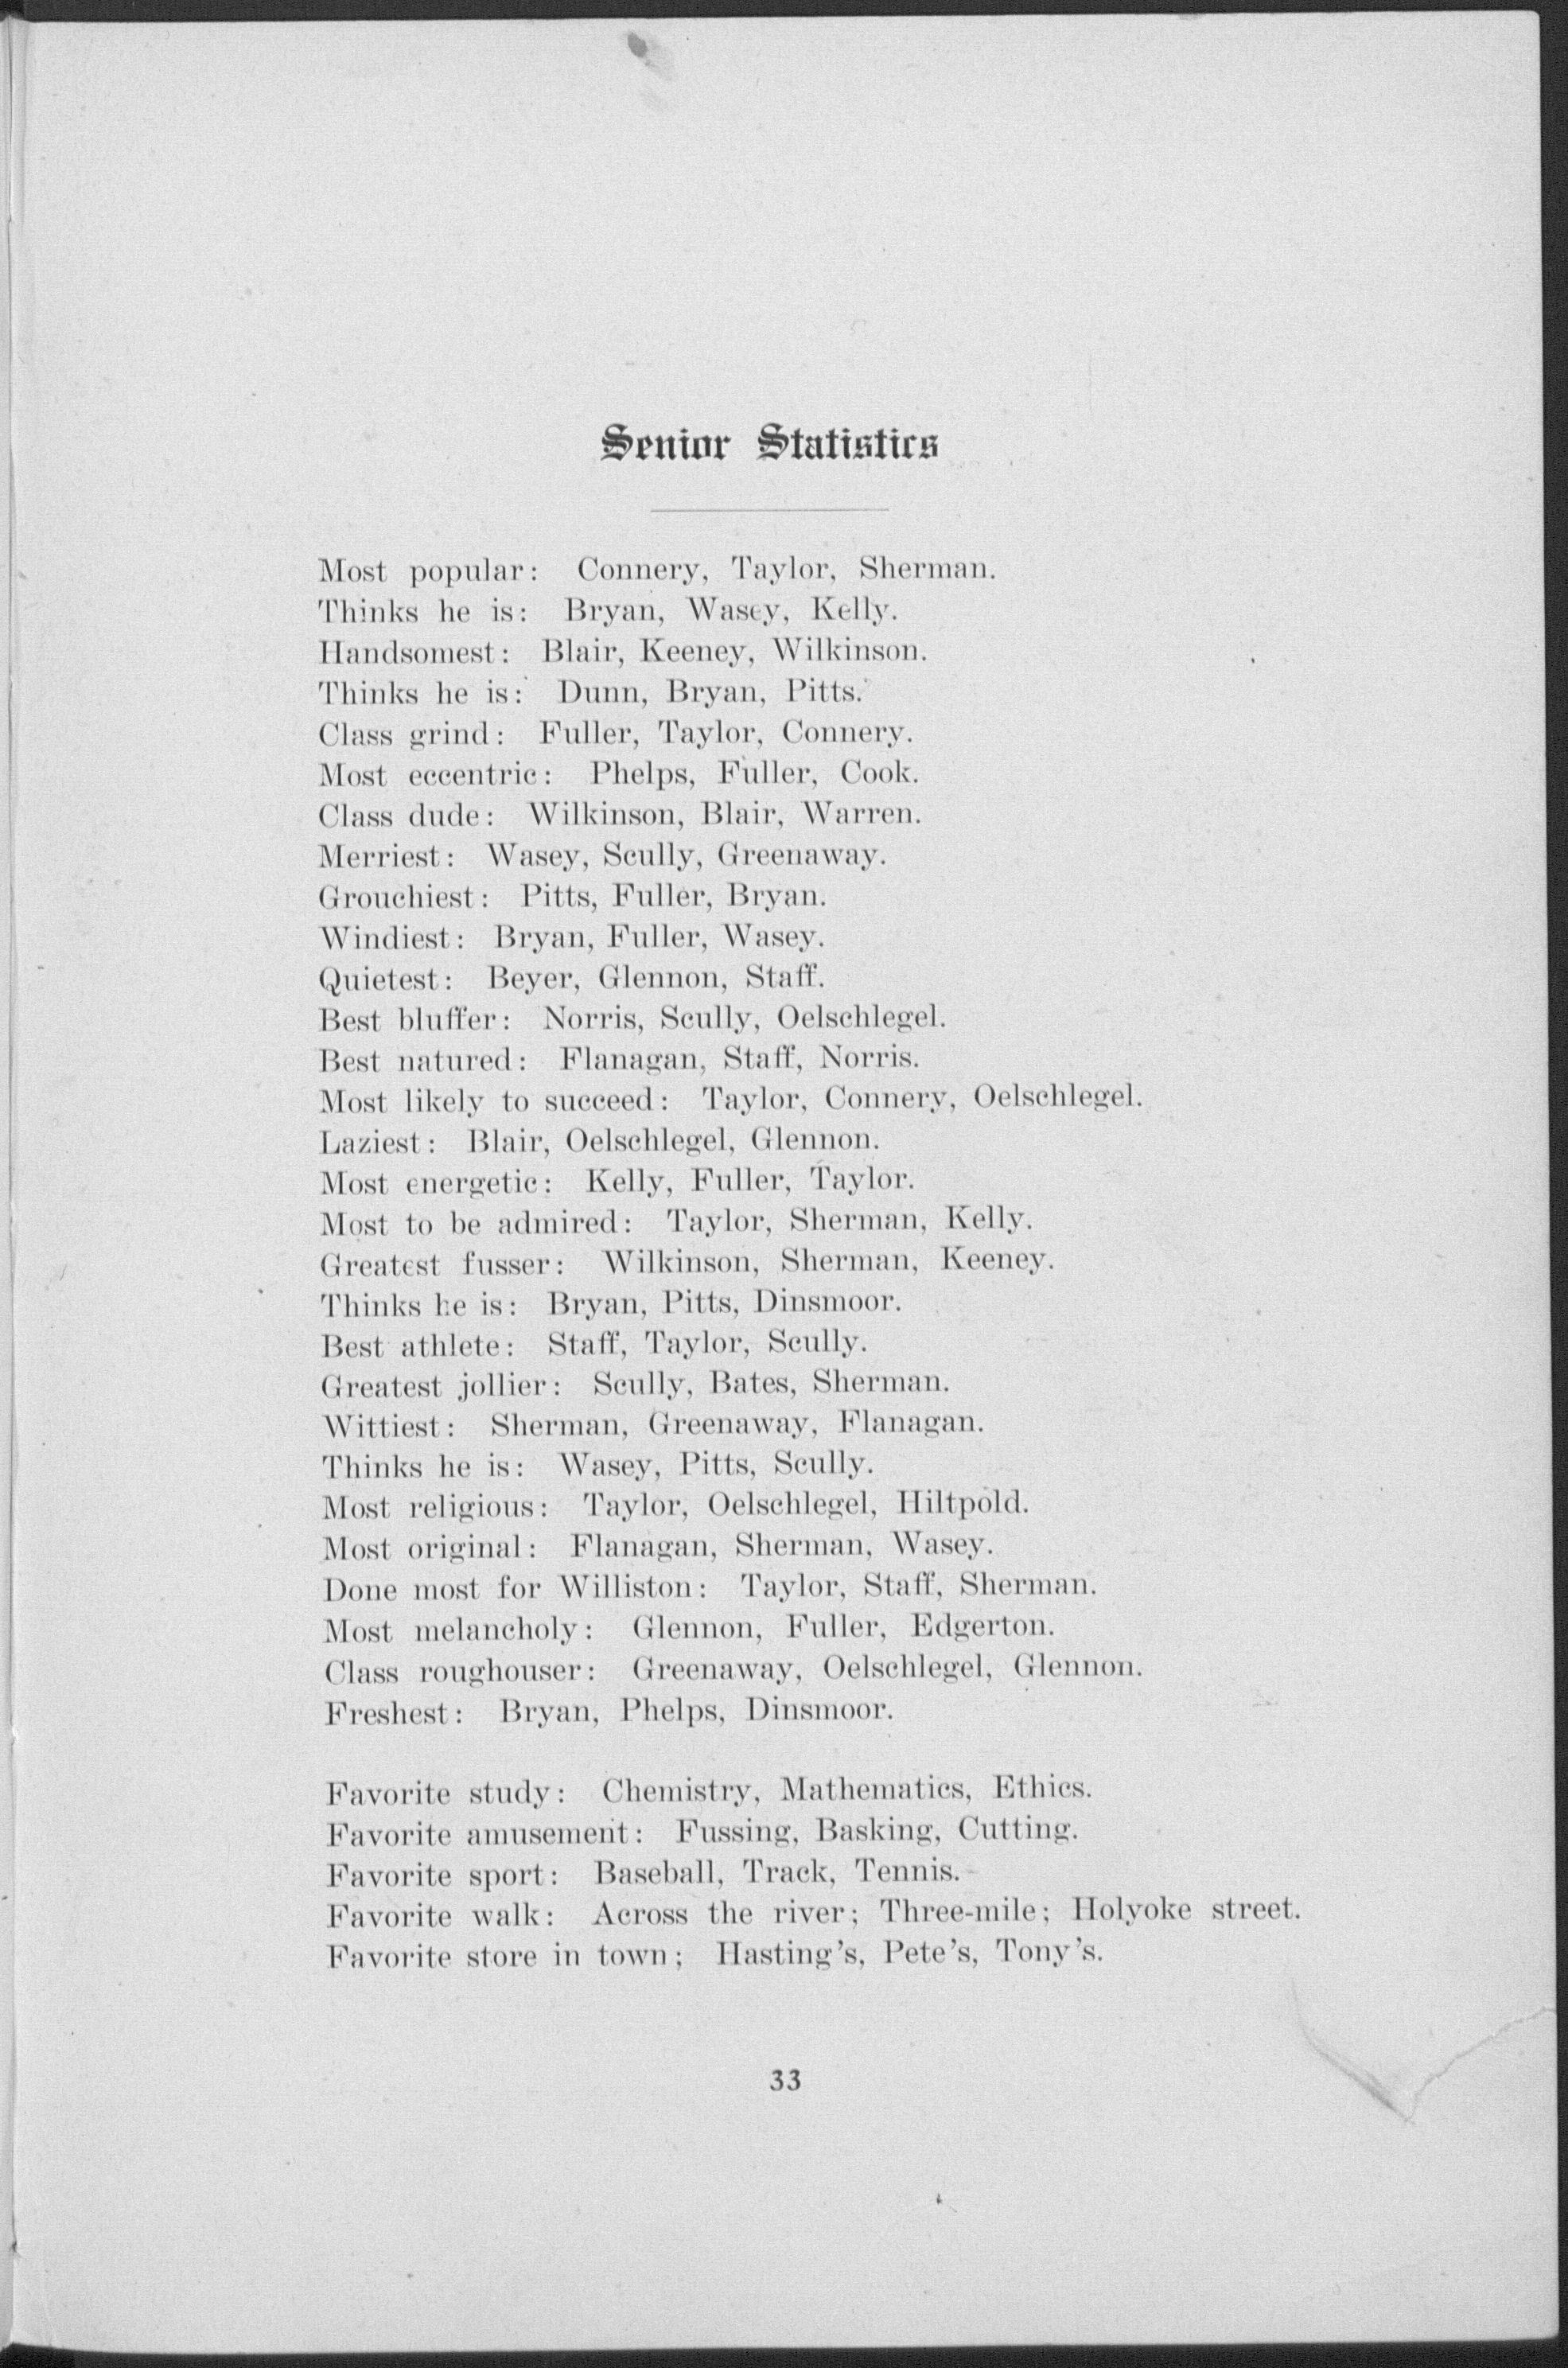 Senior Statistics
Most popular: Connery, Taylor, Sherman.
Thinks he is: Bryan, Wasey, Kelly.
Handsomest: Blair, Keeney, Wilkinson.
Thinks he is: Dunn, Bryan, Pitts.
Class grind: Fuller, Taylor, Connery.
Most eccentric: Phelps, Fuller, Cook.
Class dude: Wilkinson, Blair, Warren.
Merriest: Wasey, Scully, Greenaway.
Grouchiest: Pitts, Fuller, Bryan.
Windiest: Bryan, Fuller, Wasey.
Quietest: Beyer, Glennon, Staff.
Best bluffer: Norris, Scully, Oelschlegel.
Best natured: Flanagan, Staff, Norris.
Most likely to succeed: Taylor, Connery, Oelschlegel.
Laziest: Blair, Oelschlegel, Glennon.
Most energetic: Kelly, Fuller, Taylor.
Most to be admired: Taylor, Sherman, Kelly.
Greatest fusser: Wilkinson, Sherman, Keeney.
Thinks he is: Bryan, Pitts, Dinsmoor.
Best athlete: Staff, Taylor, Scully.
Greatest jollier: Scully, Bates, Sherman.
Wittiest: Sherman, Greenaway, Flanagan.
Thinks he is: Wasey, Pitts, Scully.
Most religious: Taylor, Oelschlegel, Hiltpold.
Most original: Flanagan, Sherman, Wasey.
Done most for Williston: Taylor, Staff, Sherman.
Most melancholy: Glennon, Fuller, Edgerton.
Class roughouser: Greenaway, Oelschlegel, Glennon.
Freshest: Bryan, Phelps, Dinsmoor.
Favorite study: Chemistry, Mathematics, Ethics.
Favorite amusement: Fussing, Basking, Cutting.
Favorite sport: Baseball, Track, Tennis.
Favorite walk: Across the river; Three-mile; Holyoke street.
Favorite store in town; Hasting's, Pete's, Tony's.
33